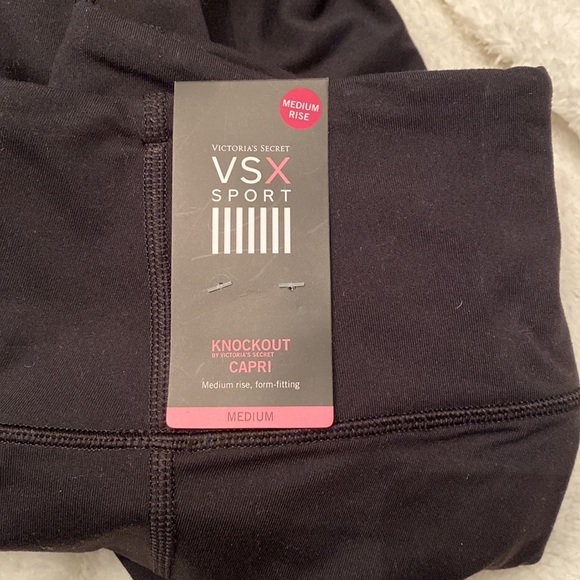 MEDIUM
RISE
VICTORIA'S SECRET
VSX
SPORT
KNOCKOUT
BY VICTORIA'S SECRET
CAPRI
Medium rise, form-fitting
MEDIUM